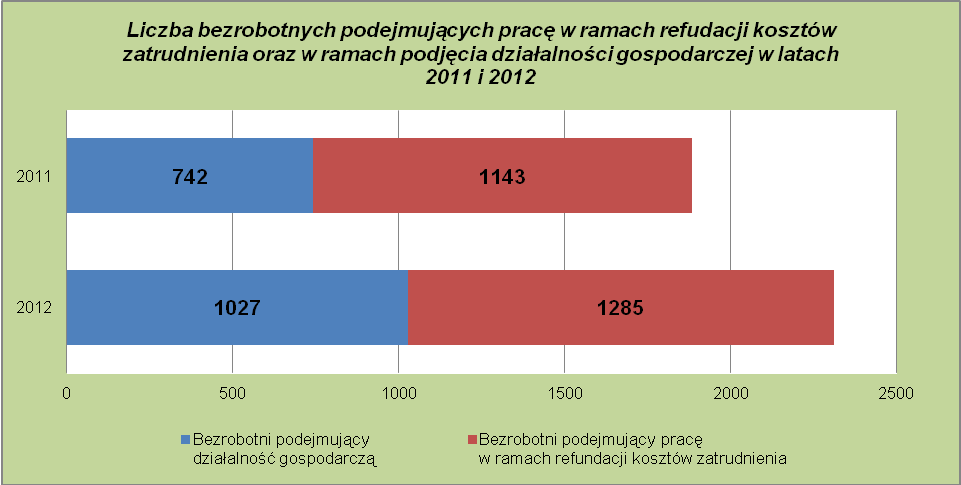 Liczba bezrobotnych podejmujących pracę w ramach refudacji kosztów
zatrudnienia oraz w ramach podjęcia działalności gospodarczej w latach
2011 i 2012
2011
742
1143
2012
1027
1285
0
500
1000
1500
2000
2500
Bezrobotni podejmujący
działalność gospodarczą
Bezrobotni podejmujący pracę
w ramach refundacji kosztów zatrudnienia